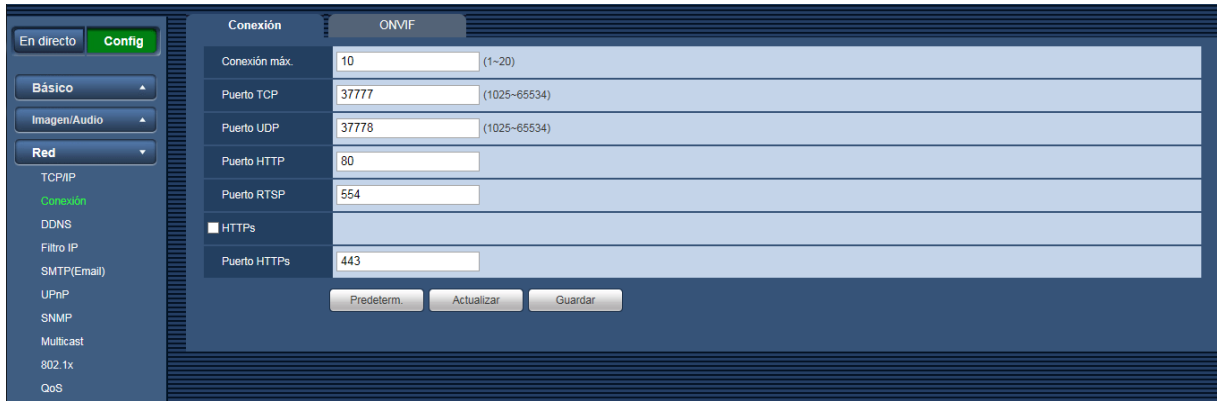 En directo
Config
Básico
Imagen/Audio
Red
TCP/IP
Conexión
DDNS
Filtro IP
SMTP(Email)
UPnP
SNMP
Multicast
802.1x
QoS
Conexión
ONVIF
Conexión máx. 10 (1~20)
Puerto TCP 37777 (1025~65534)
Puerto UDP 37778 (1025~65534)
Puerto HTTP 80
Puerto RTSP 554
HTTPs
Puerto HTTPs 443
Predeterm.
Actualizar
Guardar